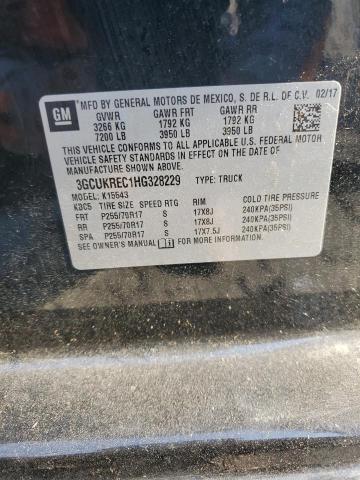 GM
MFD BY GENERAL MOTORS DE MEXICO, S. DE R.L. DE C.V. 02/17
GVWR GAWR FRT GAWR RR
3266 KG 1792 KG 1792 KG
7200 LB 3950 LB 3950 LB
THIS VEHICLE CONFORMS TO ALL APPLICABLE U.S. FEDERAL MOTOR
VEHICLE SAFETY STANDARDS IN EFFECT ON THE DATE OF
MANUFACTURE SHOWN ABOVE.
3GCUKREC1HG328229 TYPE: TRUCK
MODEL: K15543
KBC5 TIRE SIZE SPEED RTG RIM COLD TIRE PRESSURE
FRT P255/70R17 S 17X8J 240KPA(35PSI)
RR P255/70R17 S 17X8J 240KPA(35PSI)
SPA P255/70R17 S 17X7.5J 240KPA(35PSI)
SEE OWNER'S MANUAL FOR MORE INFORMATION